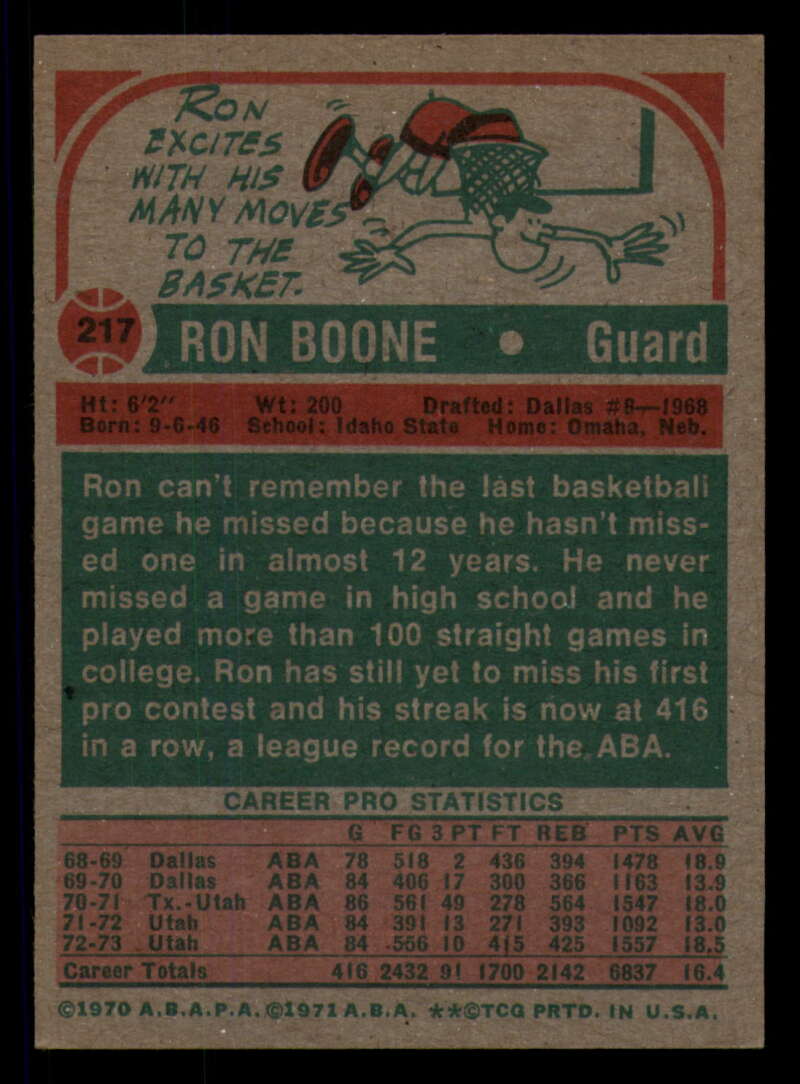 RON
EXCITES
WITH HIS
MANY MOVES
TO THE
BASKET.
217 RON BOONE • Guard
Ht: 6'2" Wt: 200 Drafted: Dallas #8—1968
Born: 9-6-46 School: Idaho State Home: Omaha, Neb.
Ron can't remember the last basketball
game he missed because he hasn't miss-
ed one in almost 12 years. He never
missed a game in high school and he
played more than 100 straight games in
college. Ron has still yet to miss his first
pro contest and his streak is now at 416
in a row, a league record for the ABA.
CAREER PRO STATISTICS
G FG 3 PT FT REB PTS AVG
68-69 Dallas ABA 78 518 2 436 394 1478 18.9
69-70 Dallas ABA 84 406 17 300 366 1163 13.9
70-71 Tx.-Utah ABA 86 561 49 278 564 1547 18.0
71-72 Utah ABA 84 391 13 271 393 1092 13.0
72-73 Utah ABA 84 556 10 415 425 1557 18.5
Career Totals 416 2432 91 1700 2142 6837 16.4
©1970 A.B.A.P.A. ©1971 A.B.A. **©TCG PRTD. IN U.S.A.